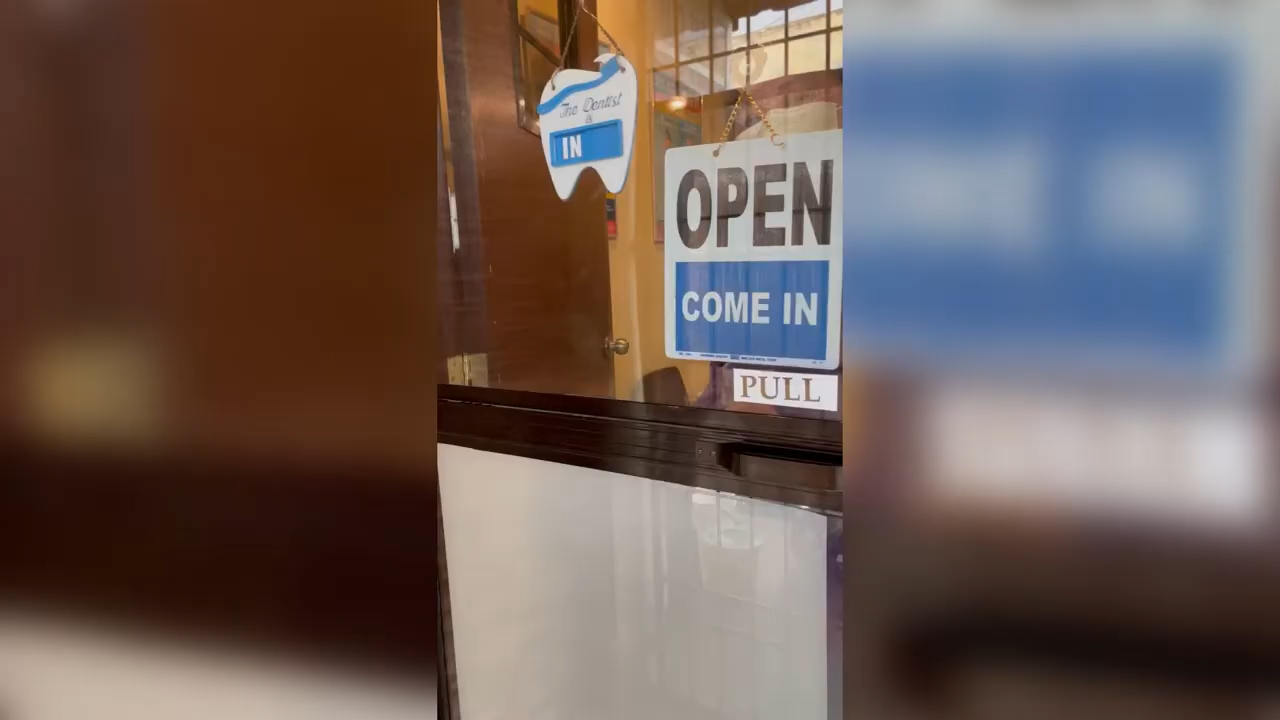 The Dentist
is
IN
OPEN
COME IN
PULL